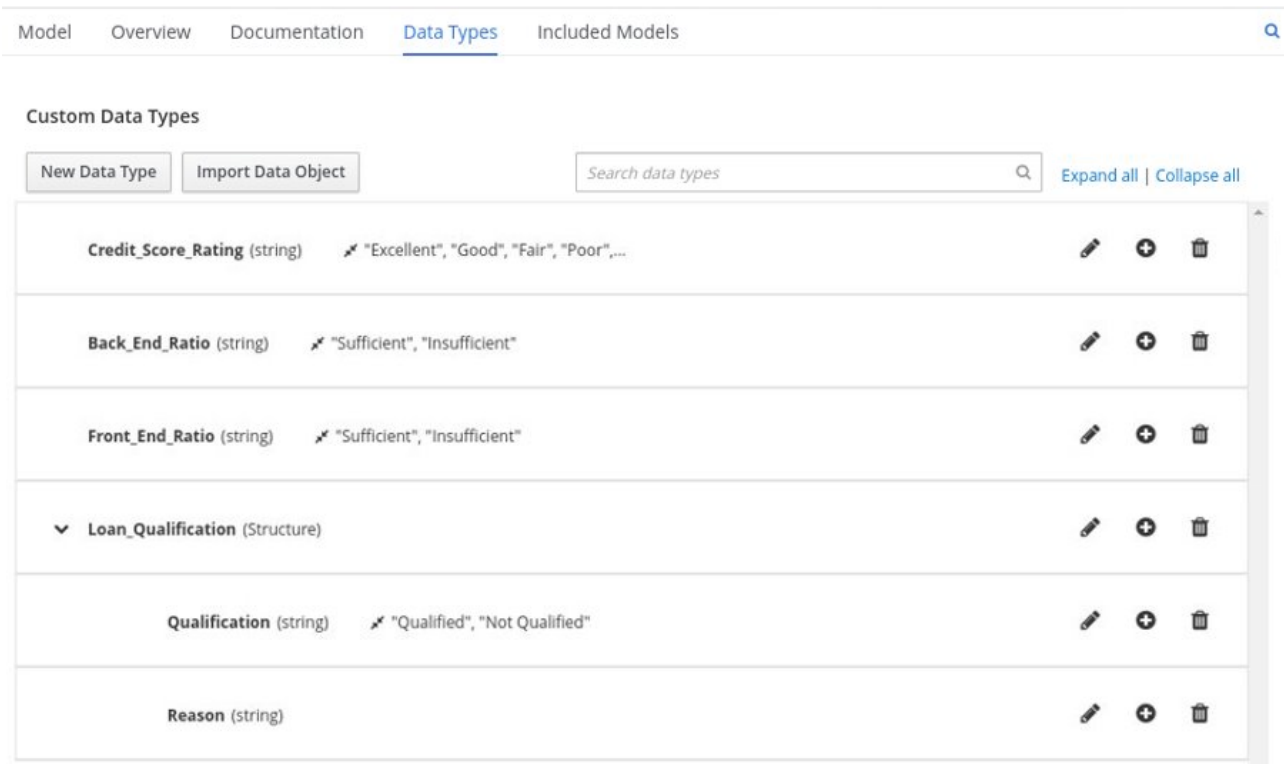 Model Overview Documentation Data Types Included Models
Custom Data Types
New Data Type Import Data Object Search data types Expand all | Collapse all
Credit_Score_Rating (string) "Excellent", "Good", "Fair", "Poor",...
Back_End_Ratio (string) "Sufficient", "Insufficient"
Front_End_Ratio (string) "Sufficient", "Insufficient"
Loan_Qualification (Structure)
Qualification (string) "Qualified", "Not Qualified"
Reason (string)